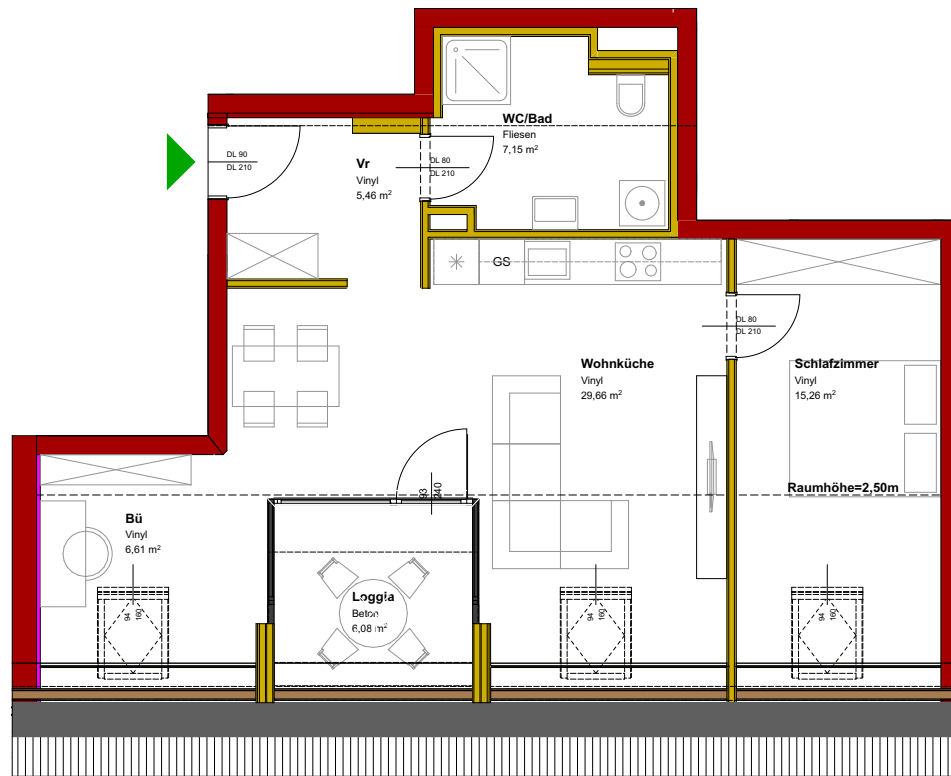 WC/Bad
Fliesen
7,15 m²
DL 90
DL 210
Vr
Vinyl
5,46 m²
DL 80
DL 210
GS
DL 80
DL 210
Wohnküche
Vinyl
29,66 m²
Schlafzimmer
Vinyl
15,26 m²
93
240
Raumhöhe=2,50m
Bü
Vinyl
6,61 m²
Loggia
Beton
6,08 m²
94
160
94
160
94
160